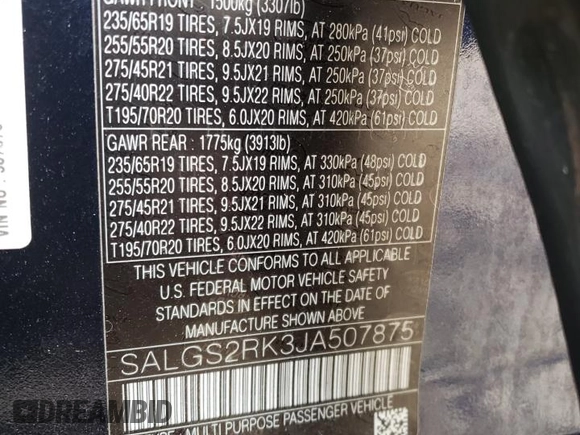 GAWR FRONT : 1500kg (3307lb)
235/65R19 TIRES, 7.5JX19 RIMS, AT 280kPa (41psi) COLD
255/55R20 TIRES, 8.5JX20 RIMS, AT 250kPa (37psi) COLD
275/45R21 TIRES, 9.5JX21 RIMS, AT 250kPa (37psi) COLD
275/40R22 TIRES, 9.5JX22 RIMS, AT 250kPa (37psi) COLD
T195/70R20 TIRES, 6.0JX20 RIMS, AT 420kPa (61psi) COLD
GAWR REAR : 1775kg (3913lb)
235/65R19 TIRES, 7.5JX19 RIMS, AT 330kPa (48psi) COLD
255/55R20 TIRES, 8.5JX20 RIMS, AT 310kPa (45psi) COLD
275/45R21 TIRES, 9.5JX21 RIMS, AT 310kPa (45psi) COLD
275/40R22 TIRES, 9.5JX22 RIMS, AT 310kPa (45psi) COLD
T195/70R20 TIRES, 6.0JX20 RIMS, AT 420kPa (61psi) COLD
THIS VEHICLE CONFORMS TO ALL APPLICABLE
U.S. FEDERAL MOTOR VEHICLE SAFETY
STANDARDS IN EFFECT ON THE DATE OF
MANUFACTURE SHOWN ABOVE
SALGS2RK3JA507875
TYPE: MULTI PURPOSE PASSENGER VEHICLE
VIN NO :
DREAMBID